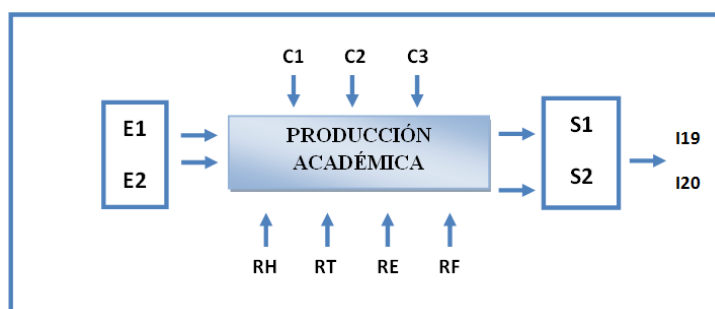 C1 C2 C3
E1
E2
PRODUCCIÓN
ACADÉMICA
S1
S2
I19
I20
RH RT RE RF